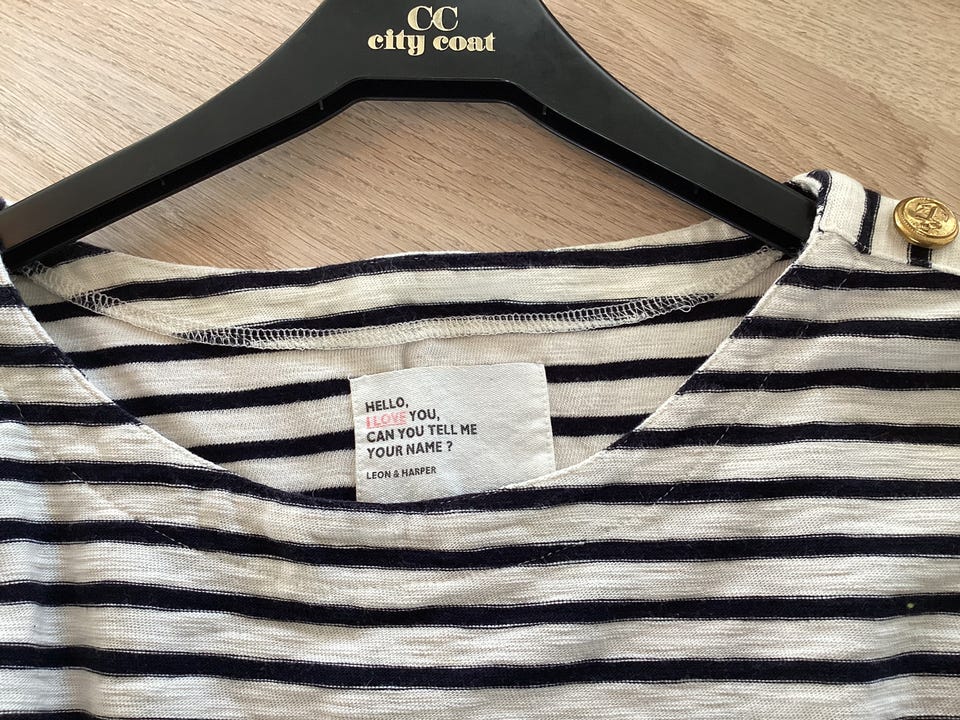 CC
city coat
HELLO,
I LOVE YOU,
CAN YOU TELL ME
YOUR NAME ?
LEON & HARPER